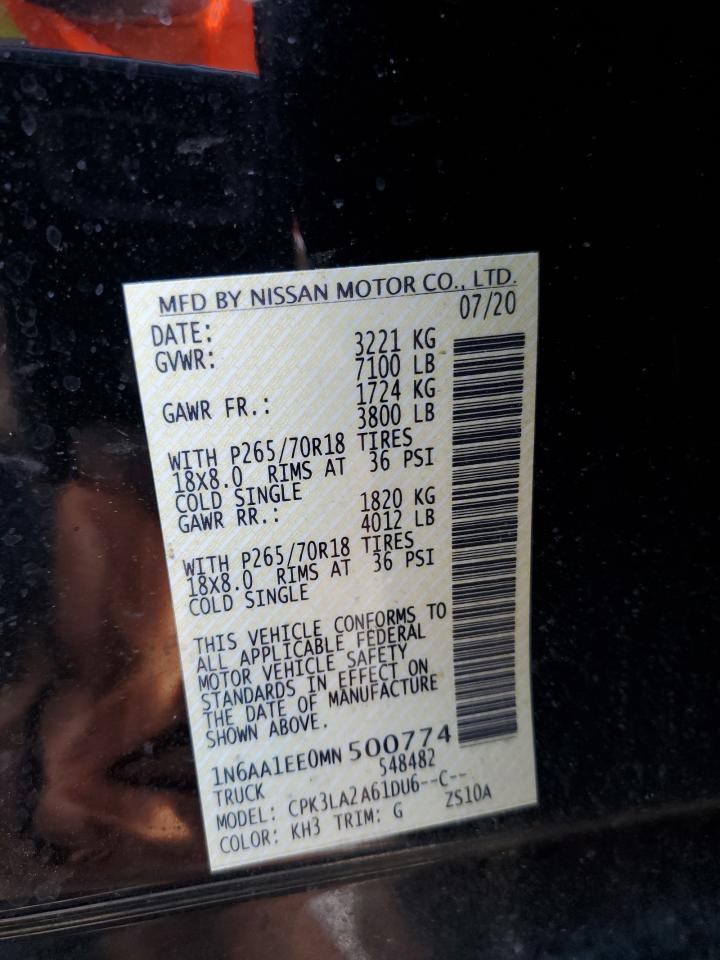 MFD BY NISSAN MOTOR CO., LTD.
DATE: 07/20
GVWR: 3221 KG
7100 LB
GAWR FR.: 1724 KG
3800 LB
WITH P265/70R18 TIRES
18x8.0 RIMS AT 36 PSI
COLD SINGLE
GAWR RR.: 1820 KG
4012 LB
WITH P265/70R18 TIRES
18x8.0 RIMS AT 36 PSI
COLD SINGLE
THIS VEHICLE CONFORMS TO
ALL APPLICABLE FEDERAL
MOTOR VEHICLE SAFETY
STANDARDS IN EFFECT ON
THE DATE OF MANUFACTURE
SHOWN ABOVE.
1N6AA1EE0MN 500774
TRUCK 548482
MODEL: CPK3LA2A61DU6--C--
COLOR: KH3 TRIM: G ZS10A